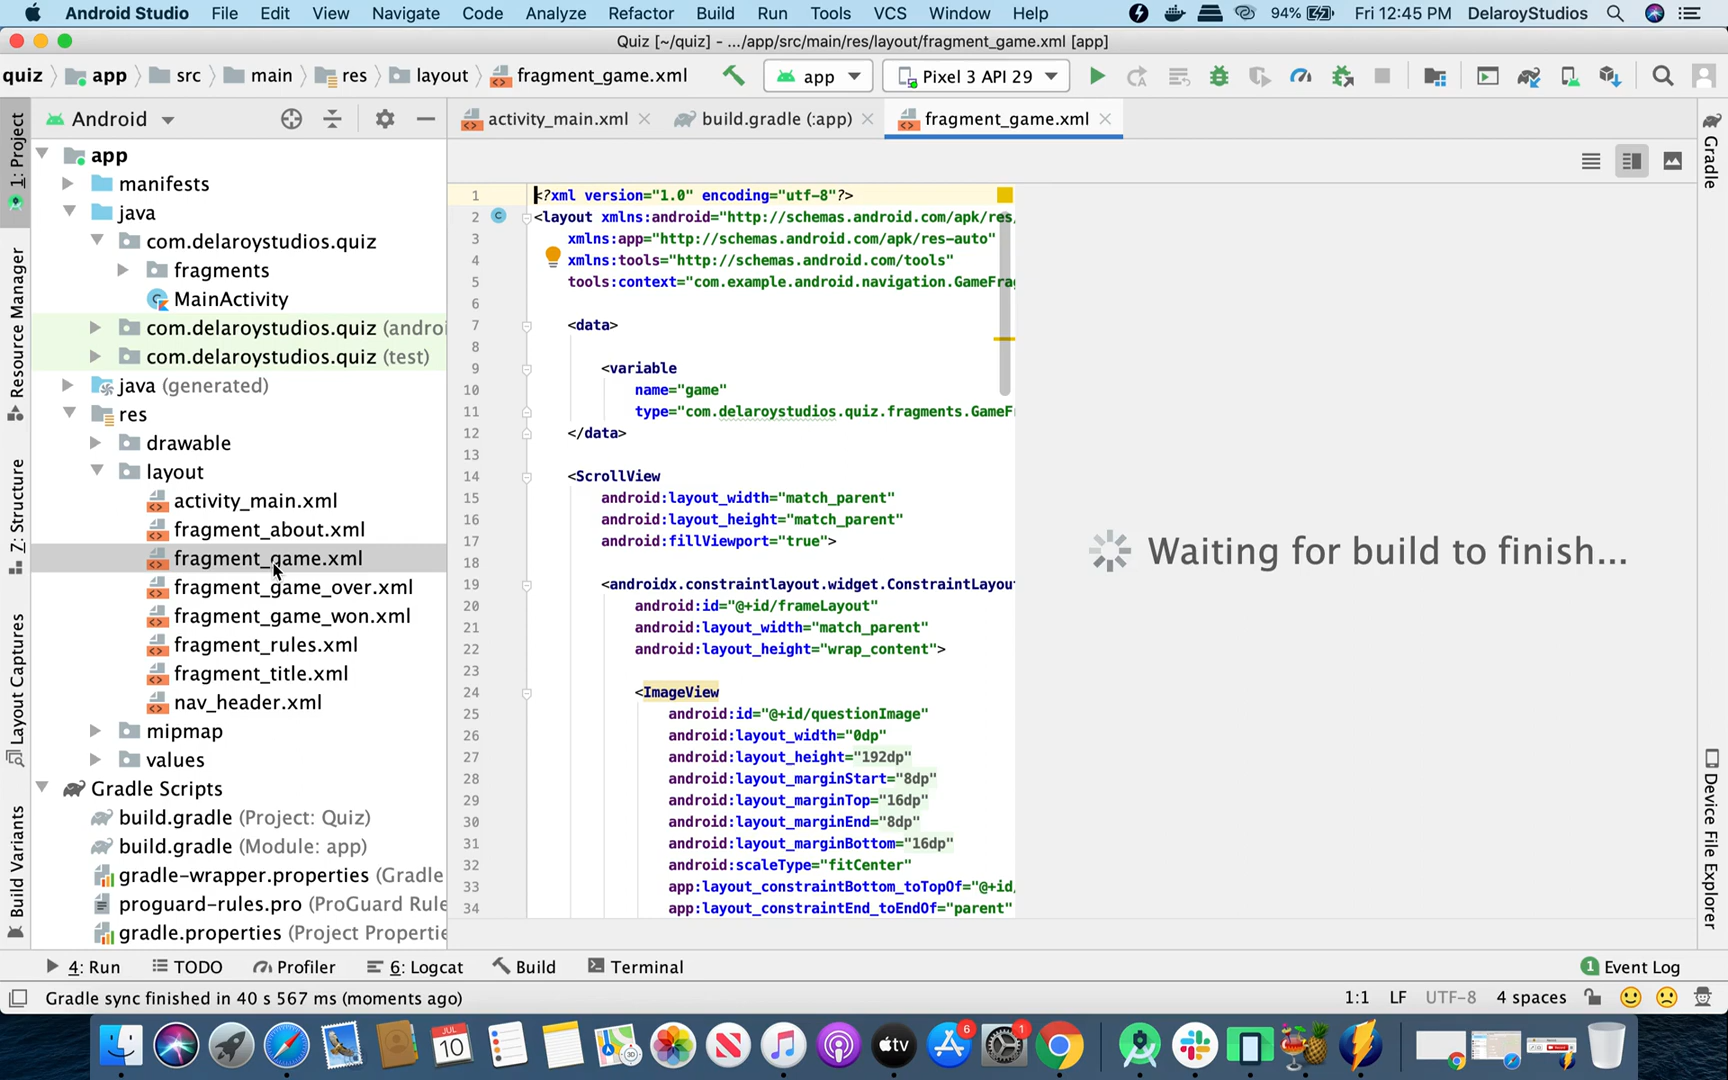 Android Studio File Edit View Navigate Code Analyze Refactor Build Run Tools VCS Window Help 94% Fri 12:45 PM DelaroyStudios
Quiz [~/quiz] - .../app/src/main/res/layout/fragment_game.xml [app]
quiz app src main res layout fragment_game.xml app Pixel 3 API 29
Android
activity_main.xml build.gradle (:app) fragment_game.xml
1: Project
Resource Manager
Z: Structure
Layout Captures
Build Variants
app
manifests
java
com.delaroystudios.quiz
fragments
MainActivity
com.delaroystudios.quiz (androi
com.delaroystudios.quiz (test)
java (generated)
res
drawable
layout
activity_main.xml
fragment_about.xml
fragment_game.xml
fragment_game_over.xml
fragment_game_won.xml
fragment_rules.xml
fragment_title.xml
nav_header.xml
mipmap
values
Gradle Scripts
build.gradle (Project: Quiz)
build.gradle (Module: app)
gradle-wrapper.properties (Gradle
proguard-rules.pro (ProGuard Rule
gradle.properties (Project Propertie
1 <?xml version="1.0" encoding="utf-8"?>
2 C <layout xmlns:android="http://schemas.android.com/apk/res,
3 xmlns:app="http://schemas.android.com/apk/res-auto"
4 xmlns:tools="http://schemas.android.com/tools"
5 tools:context="com.example.android.navigation.GameFrag
6
7 <data>
8
9 <variable
10 name="game"
11 type="com.delaroystudios.quiz.fragments.GameFr
12 </data>
13
14 <ScrollView
15 android:layout_width="match_parent"
16 android:layout_height="match_parent"
17 android:fillViewport="true">
18
19 <androidx.constraintlayout.widget.ConstraintLayout
20 android:id="@+id/frameLayout"
21 android:layout_width="match_parent"
22 android:layout_height="wrap_content">
23
24 <ImageView
25 android:id="@+id/questionImage"
26 android:layout_width="0dp"
27 android:layout_height="192dp"
28 android:layout_marginStart="8dp"
29 android:layout_marginTop="16dp"
30 android:layout_marginEnd="8dp"
31 android:layout_marginBottom="16dp"
32 android:scaleType="fitCenter"
33 app:layout_constraintBottom_toTopOf="@+id,
34 app:layout_constraintEnd_toEndOf="parent"
Waiting for build to finish...
Gradle
Device File Explorer
4: Run TODO Profiler 6: Logcat Build Terminal 1 Event Log
Gradle sync finished in 40 s 567 ms (moments ago) 1:1 LF UTF-8 4 spaces
JUL
10
tv
6
1